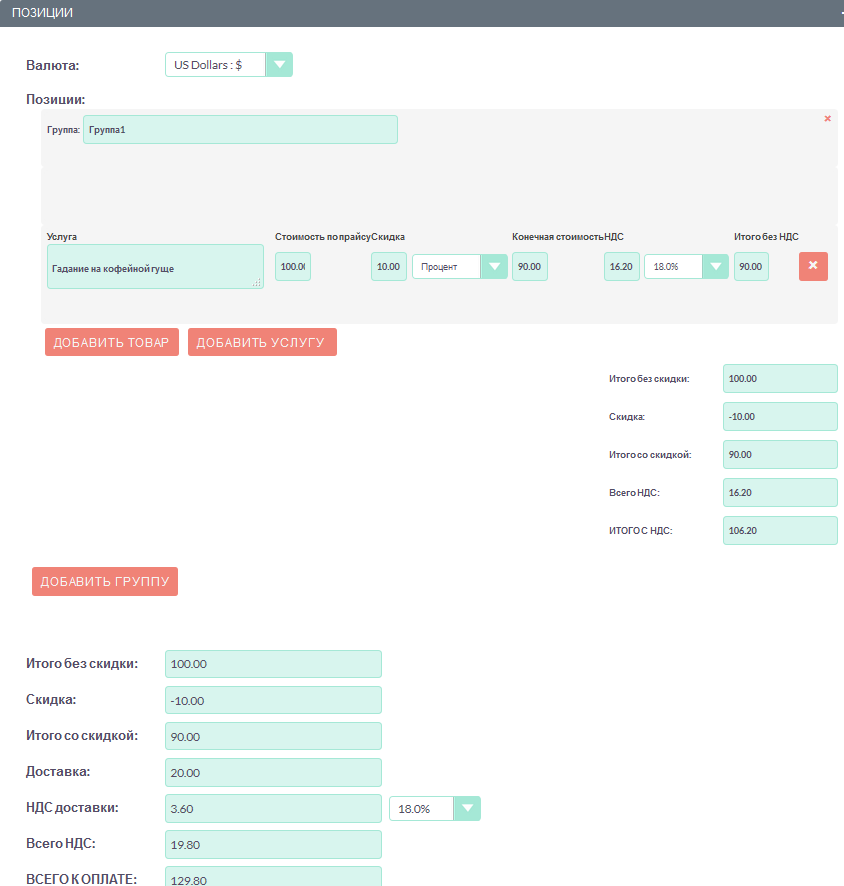 ПОЗИЦИИ
Валюта: US Dollars : $
Позиции:
Группа: Группа1
Услуга Стоимость по прайсу Скидка Конечная стоимость НДС Итого без НДС
Гадание на кофейной гуще 100.00 10.00 Процент 90.00 16.20 18.0% 90.00
ДОБАВИТЬ ТОВАР ДОБАВИТЬ УСЛУГУ
Итого без скидки: 100.00
Скидка: -10.00
Итого со скидкой: 90.00
Всего НДС: 16.20
ИТОГО С НДС: 106.20
ДОБАВИТЬ ГРУППУ
Итого без скидки: 100.00
Скидка: -10.00
Итого со скидкой: 90.00
Доставка: 20.00
НДС доставки: 3.60 18.0%
Всего НДС: 19.80
ВСЕГО К ОПЛАТЕ: 129.80